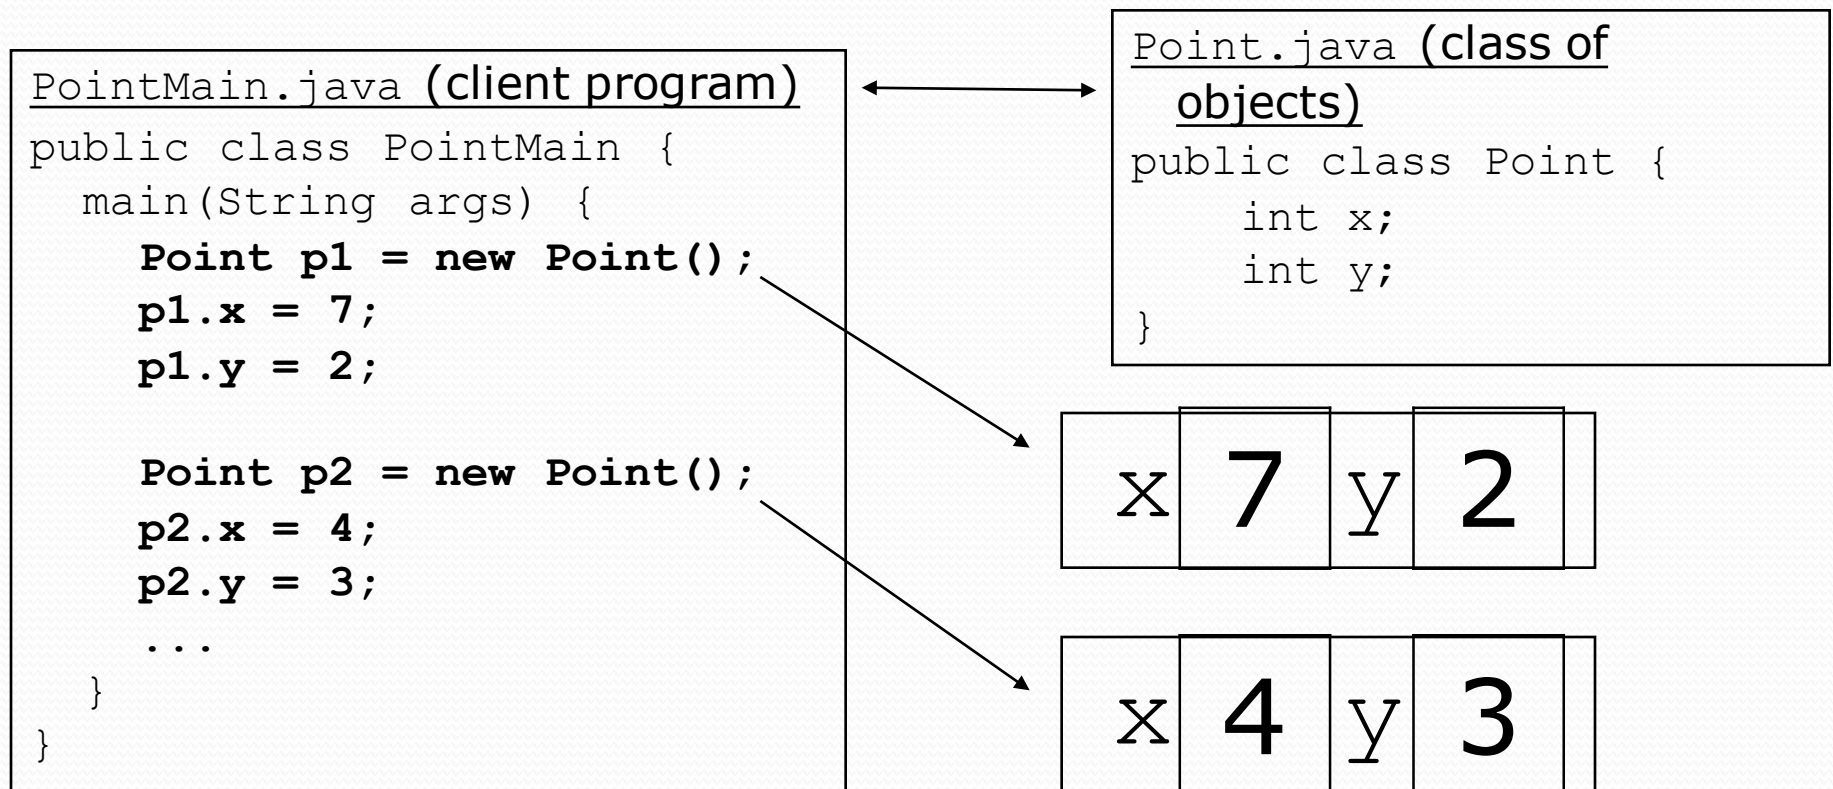 PointMain.java (client program)
public class PointMain {
main(String args) {
Point p1 = new Point();
p1.x = 7;
p1.y = 2;
Point p2 = new Point();
p2.x = 4;
p2.y = 3;
...
}
}
Point.java (class of
objects)
public class Point {
int x;
int y;
}
x 7 y 2
x 4 y 3